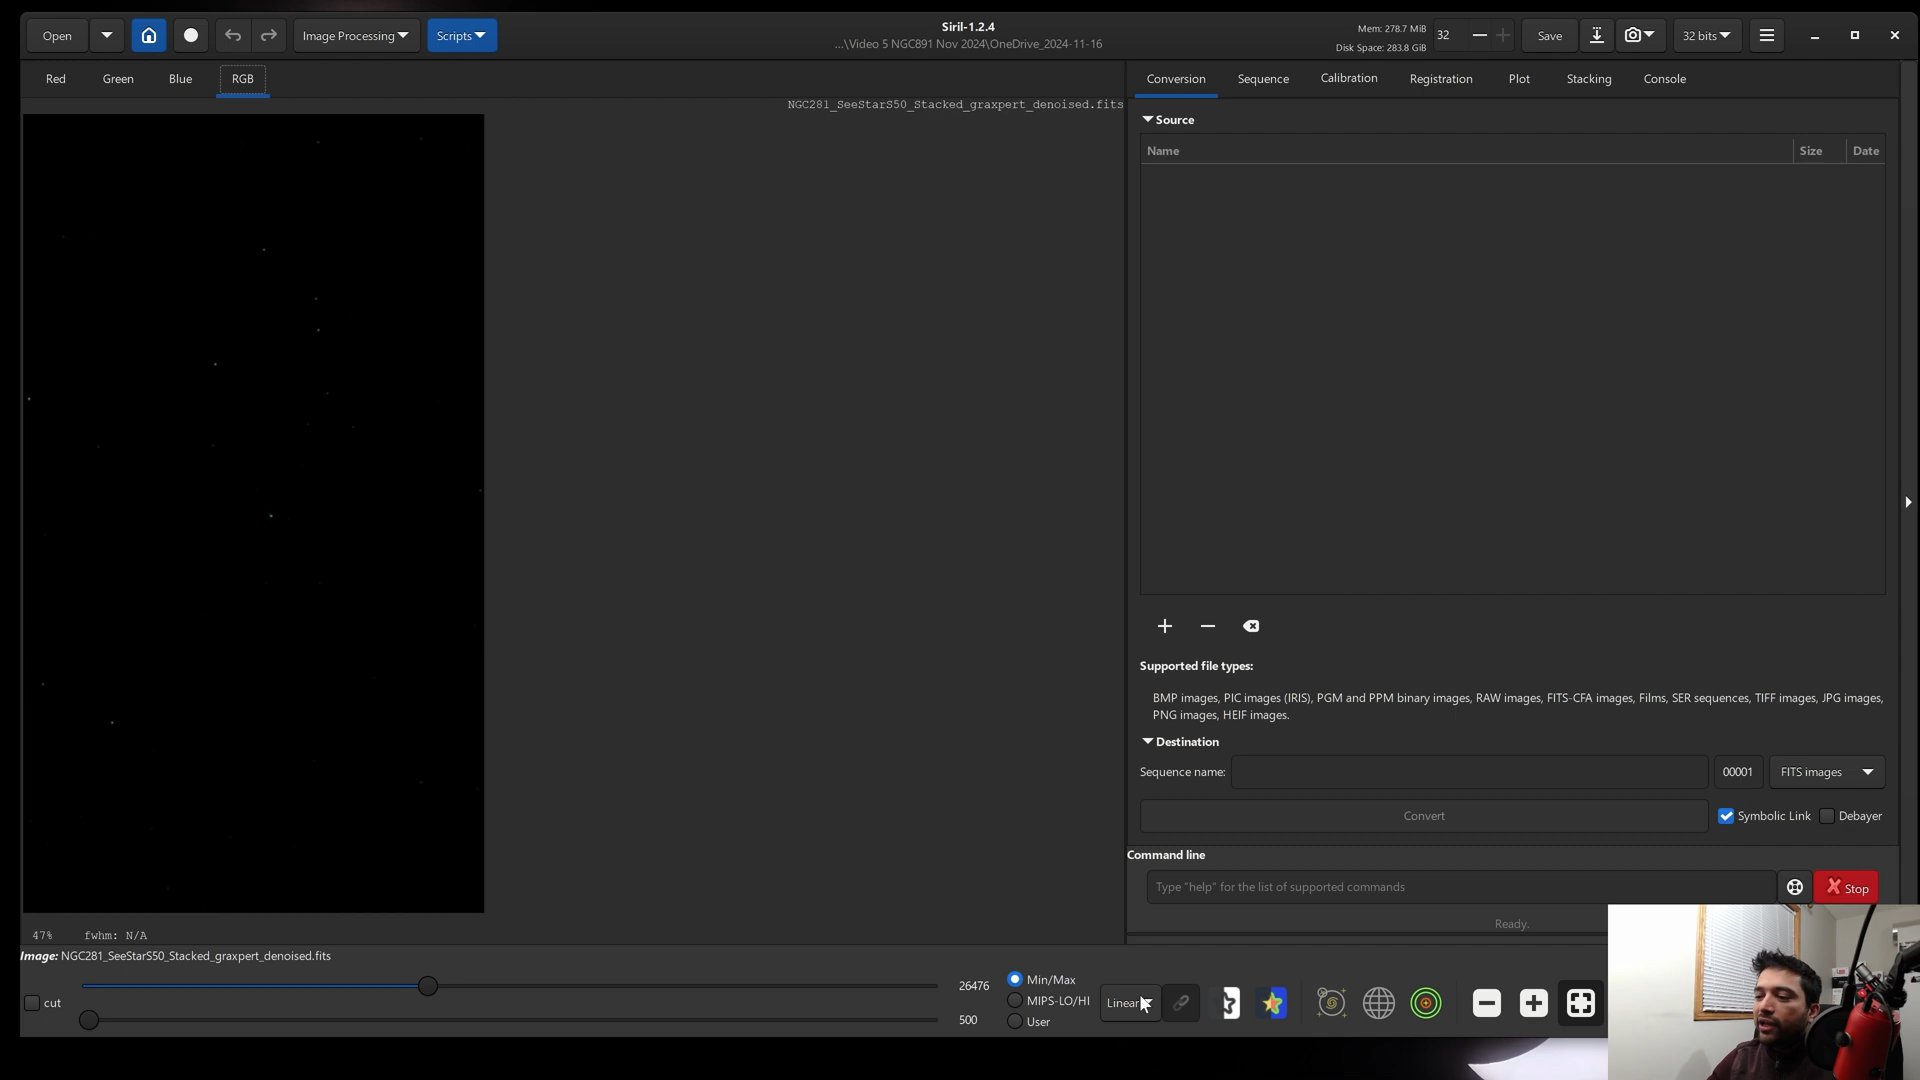 Open
Image Processing
Scripts
Siril-1.2.4
...\Video 5 NGC891 Nov 2024\OneDrive_2024-11-16
Mem: 278.7 MiB
Disk Space: 283.8 GiB
32
Save
32 bits
Red
Green
Blue
RGB
Conversion
Sequence
Calibration
Registration
Plot
Stacking
Console
NGC281_SeeStarS50_Stacked_graxpert_denoised.fits
Source
Name
Size
Date
Supported file types:
BMP images, PIC images (IRIS), PGM and PPM binary images, RAW images, FITS-CFA images, Films, SER sequences, TIFF images, JPG images,
PNG images, HEIF images.
Destination
Sequence name:
00001
FITS images
Convert
Symbolic Link
Debayer
Command line
Type "help" for the list of supported commands
Stop
Ready.
47%
fwhm: N/A
Image: NGC281_SeeStarS50_Stacked_graxpert_denoised.fits
cut
26476
500
Min/Max
MIPS-LO/HI
User
Linear